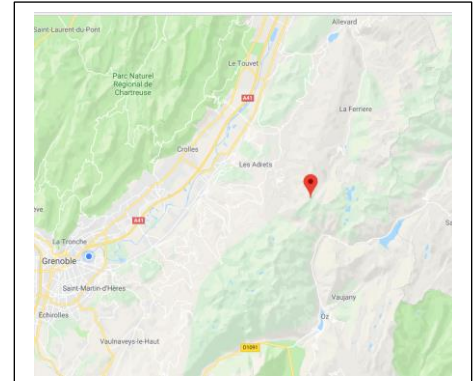 Saint-Laurent-du-Pont
Allevard
Le Touvet
Parc Naturel
Régional de
Chartreuse
A41
La Ferrière
Crolles
Les Adrets
A41
La Tronche
Grenoble
Saint-Martin-d'Hères
Vaujany
Oz
Échirolles
Vaulnaveys-le-Haut
D1091